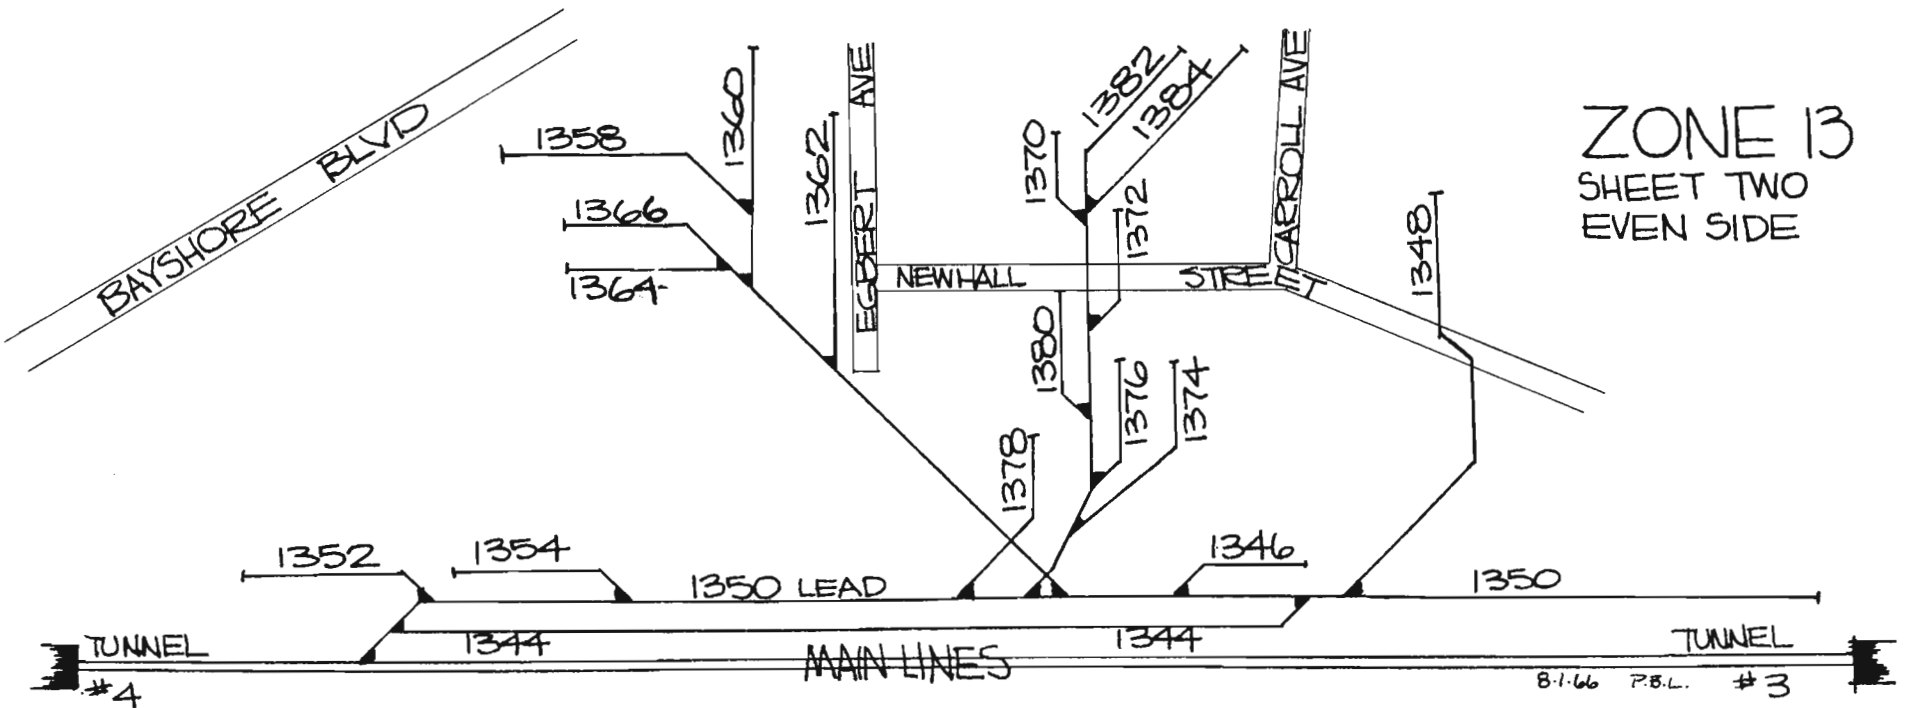 ZONE 13
SHEET TWO
EVEN SIDE
BAYSHORE BLVD
1358
1360
1362
1366
1364
EGBERT AVE
NEWHALL STREET
CARROLL AVE
1370
1382
1384
1372
1348
1380
1376
1374
1378
1352
1354
1350 LEAD
1346
1350
1344
1344
TUNNEL
#4
MAIN LINES
TUNNEL
#3
8-1-66 P.B.L.